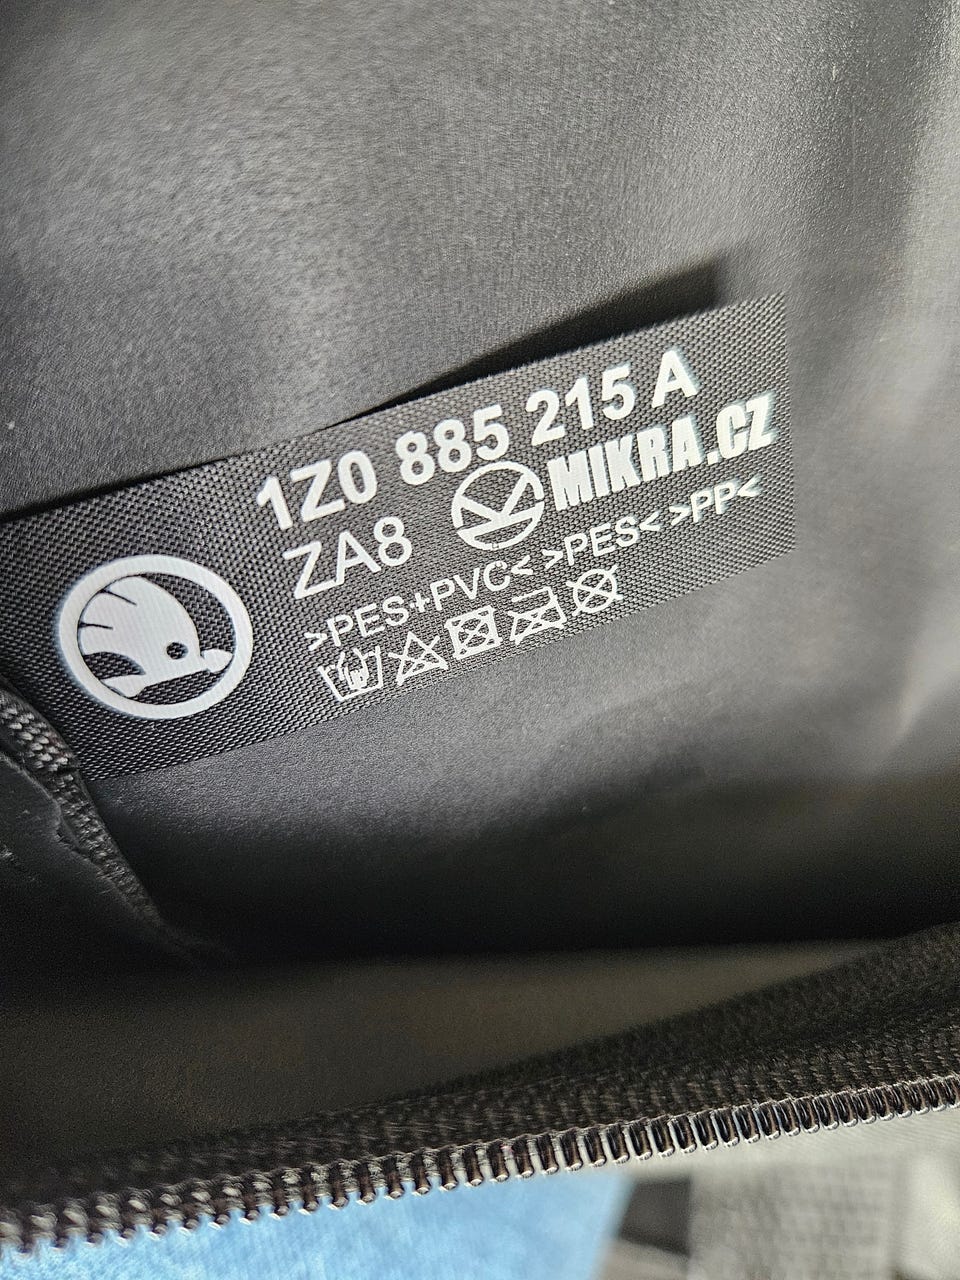 1Z0 885 215 A
ZA8 MIKRA.CZ
>PES+PVC< >PES< >PP<